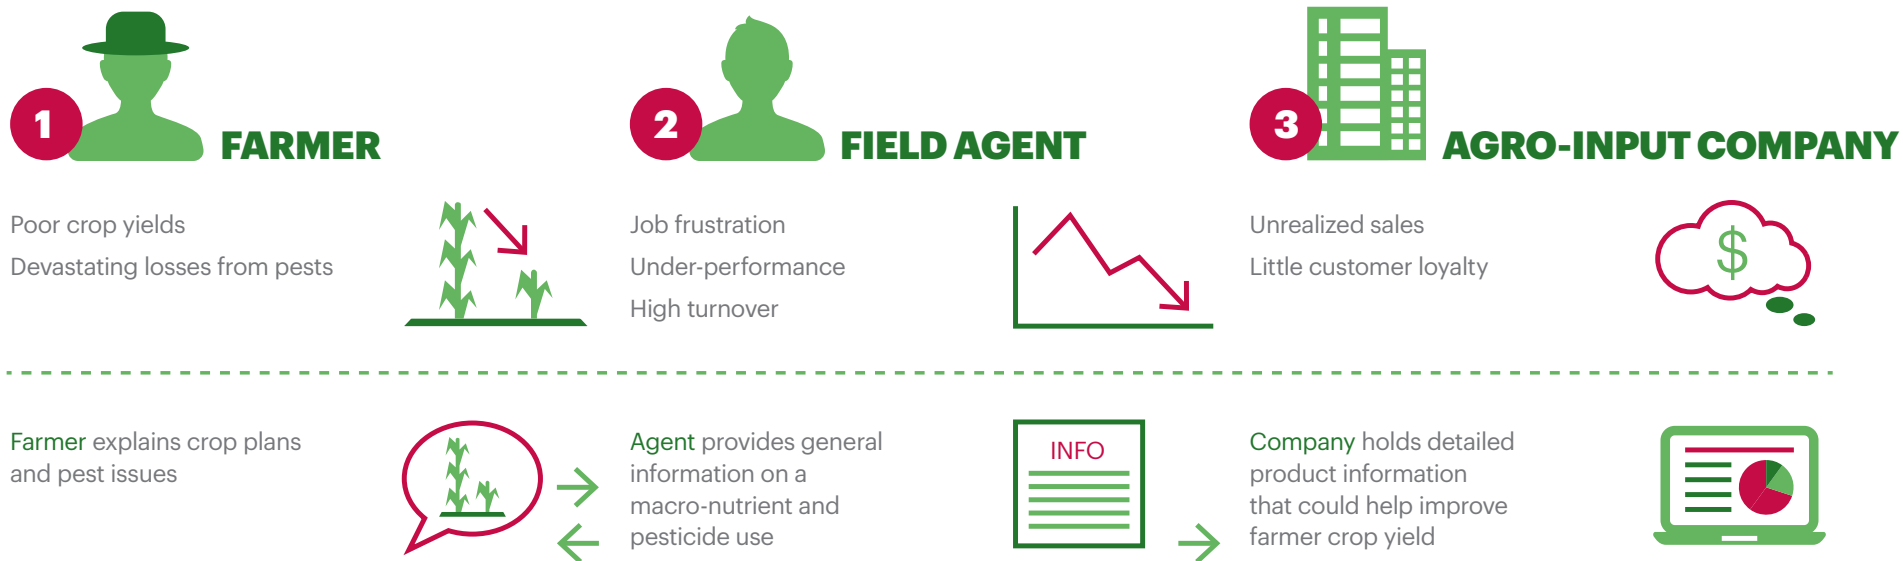 1
FARMER
Poor crop yields
Devastating losses from pests
2
FIELD AGENT
Job frustration
Under-performance
High turnover
3
AGRO-INPUT COMPANY
Unrealized sales
Little customer loyalty
$
Farmer explains crop plans
and pest issues
Agent provides general
information on a
macro-nutrient and
pesticide use
INFO
Company holds detailed
product information
that could help improve
farmer crop yield